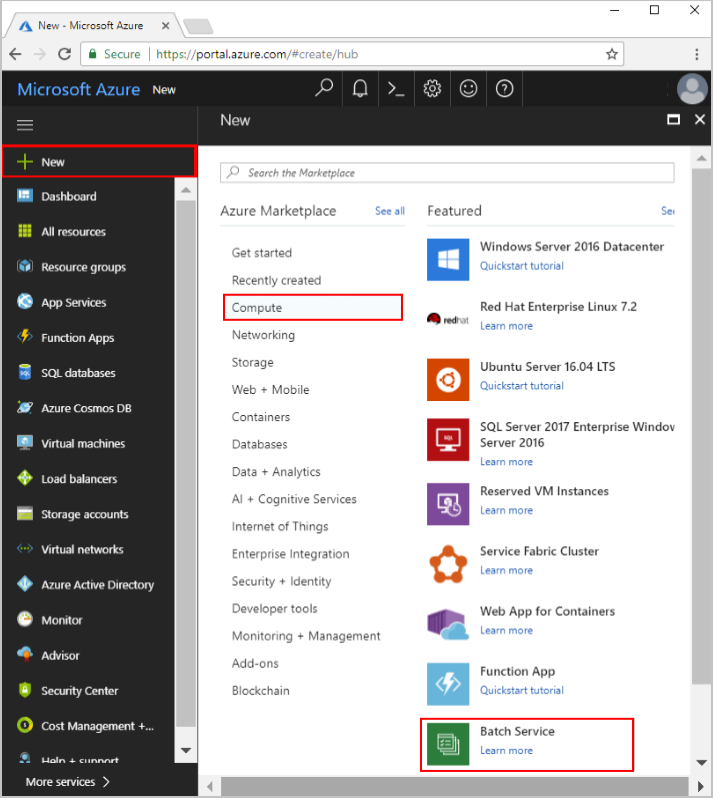 New - Microsoft Azure
Secure https://portal.azure.com/#create/hub
Microsoft Azure New
New
New
Dashboard
All resources
Resource groups
App Services
Function Apps
SQL databases
Azure Cosmos DB
Virtual machines
Load balancers
Storage accounts
Virtual networks
Azure Active Directory
Monitor
Advisor
Security Center
Cost Management +...
Help + support
More services
Search the Marketplace
Azure Marketplace See all
Get started
Recently created
Compute
Networking
Storage
Web + Mobile
Containers
Databases
Data + Analytics
AI + Cognitive Services
Internet of Things
Enterprise Integration
Security + Identity
Developer tools
Monitoring + Management
Add-ons
Blockchain
Featured See
Windows Server 2016 Datacenter
Quickstart tutorial
redhat
Red Hat Enterprise Linux 7.2
Learn more
Ubuntu Server 16.04 LTS
Quickstart tutorial
SQL
SQL Server 2017 Enterprise Window
Server 2016
Learn more
Reserved VM Instances
Learn more
Service Fabric Cluster
Learn more
Web App for Containers
Learn more
Function App
Quickstart tutorial
Batch Service
Learn more